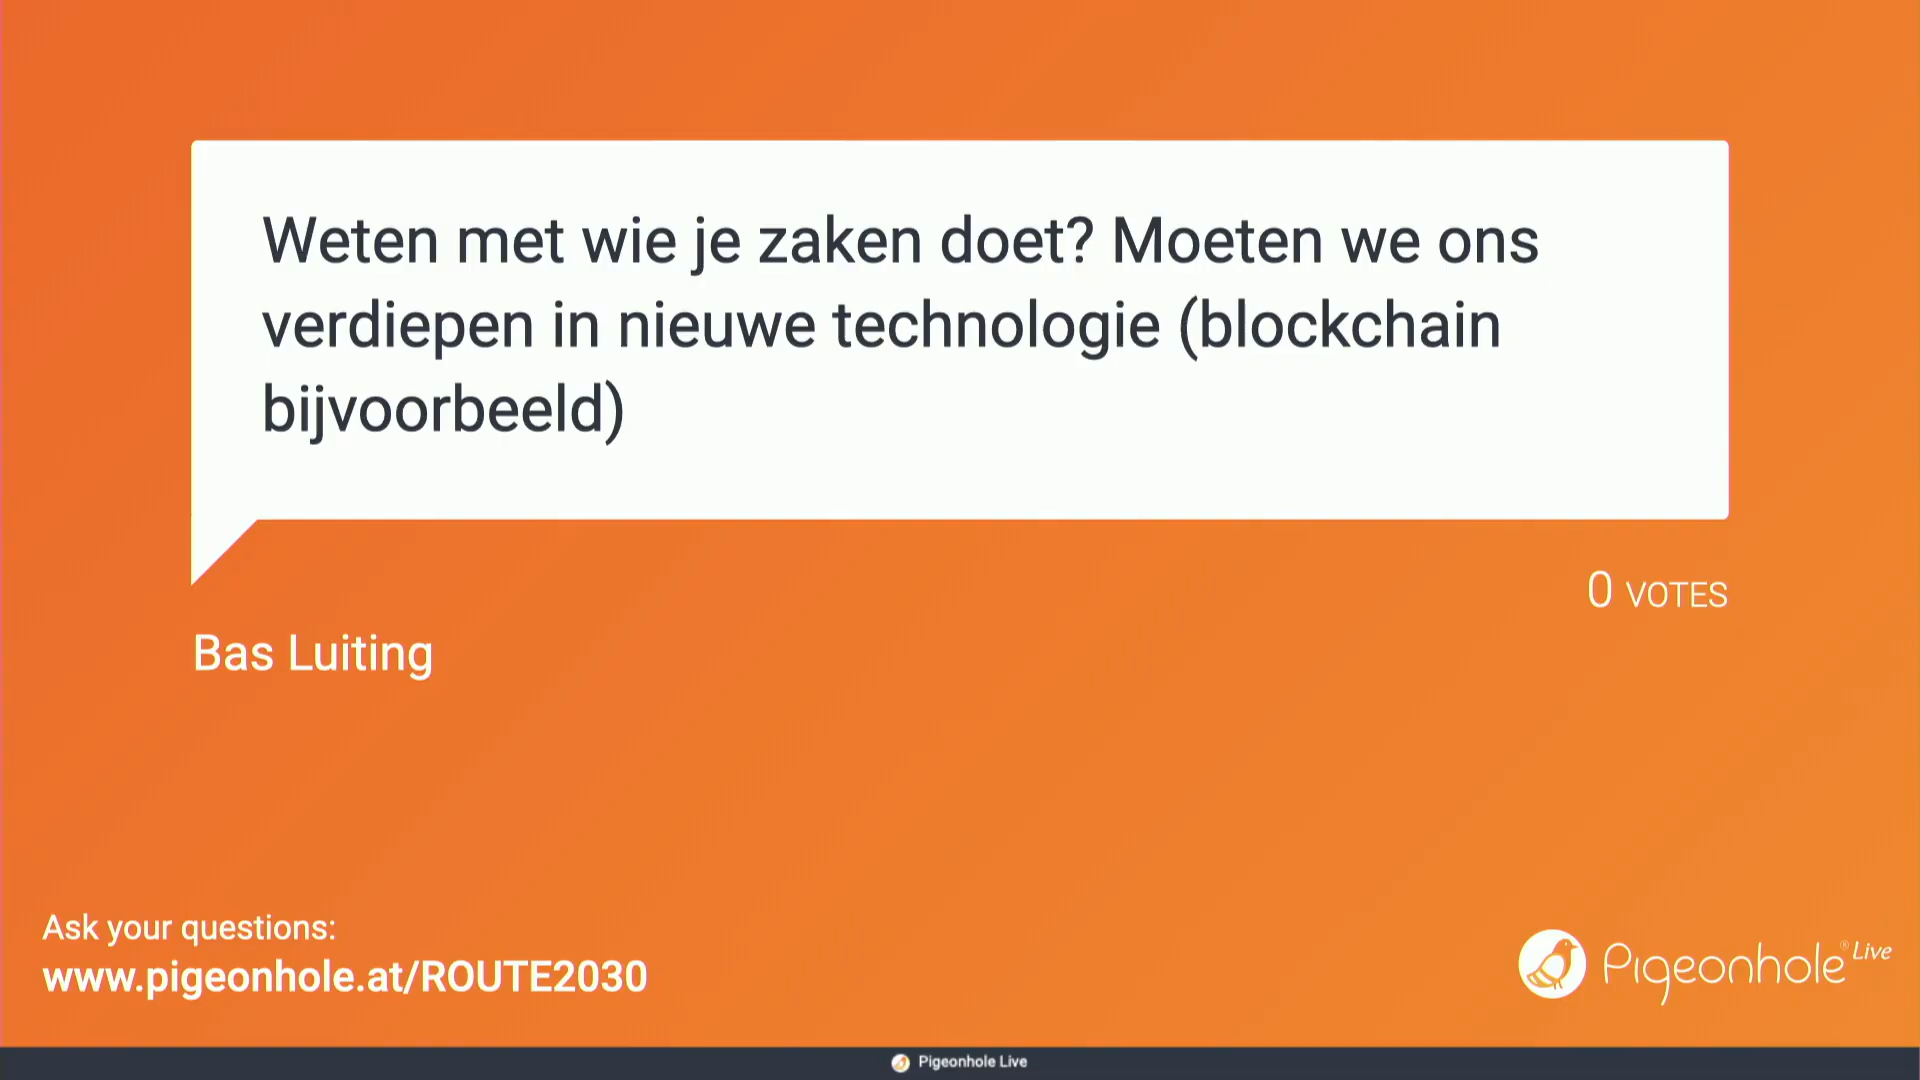 Weten met wie je zaken doet? Moeten we ons
verdiepen in nieuwe technologie (blockchain
bijvoorbeeld)
0 VOTES
Bas Luiting
Ask your questions:
www.pigeonhole.at/ROUTE2030
Pigeonhole® Live
Pigeonhole Live